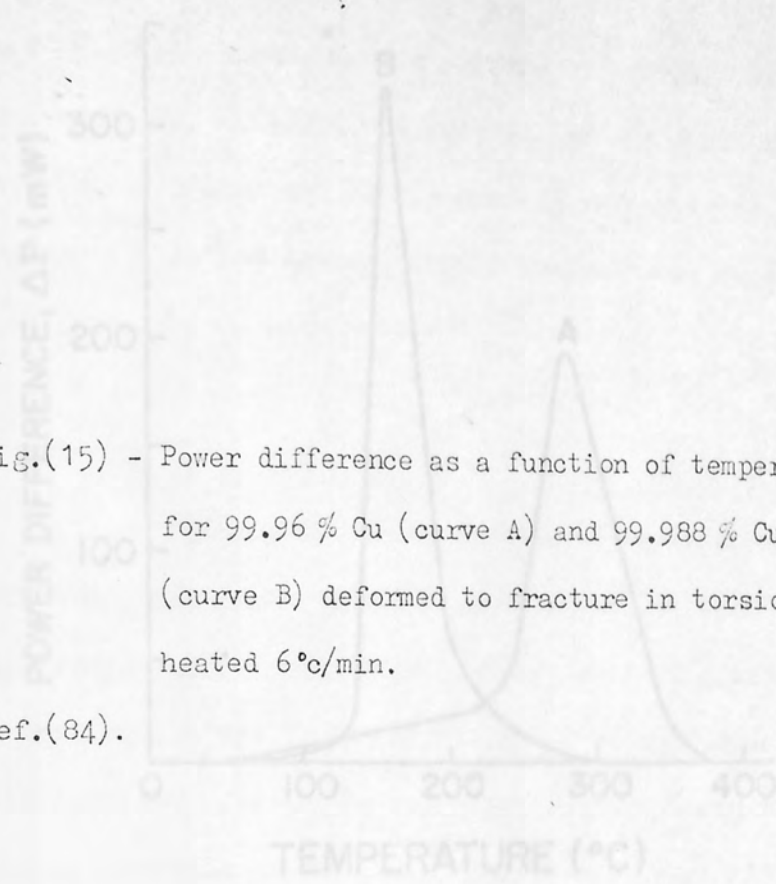 B
300
POWER DIFFERENCE, ΔP (mW)
200
A
ig.(15) - Power difference as a function of temper
for 99.96 % Cu (curve A) and 99.988 % Cu
100
(curve B) deformed to fracture in torsio
heated 6°c/min.
ef.(84).
0 100 200 300 400
TEMPERATURE (°C)